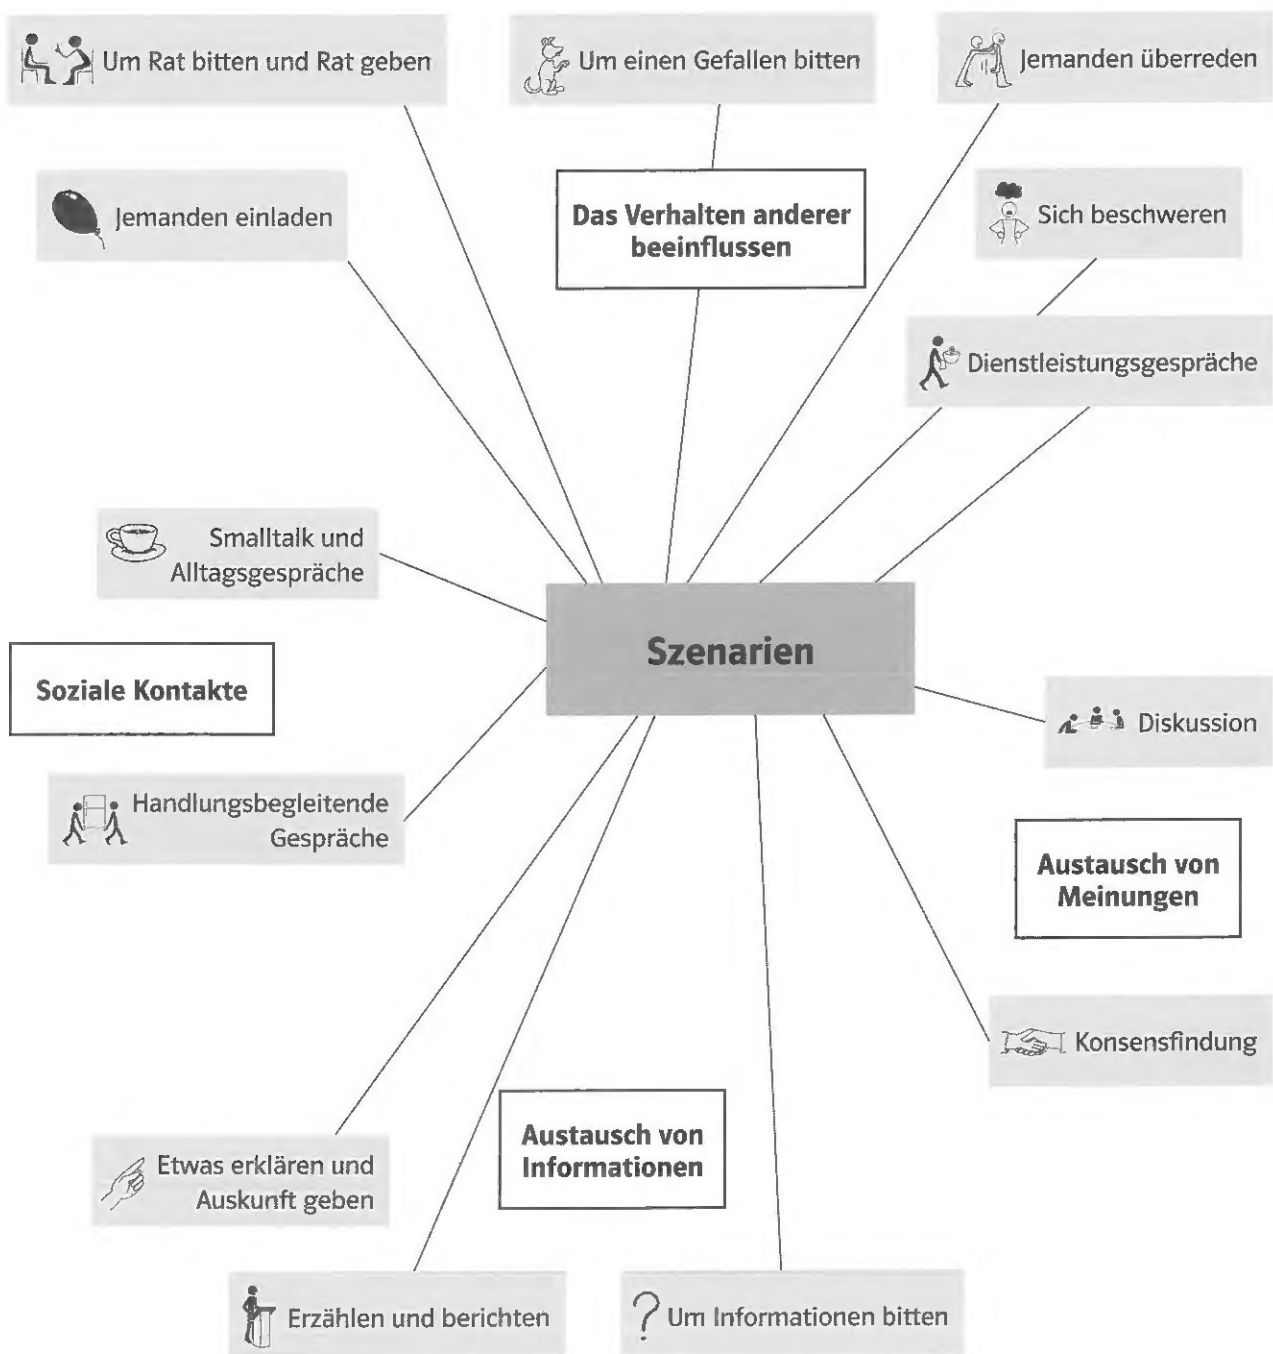 Um Rat bitten und Rat geben
Um einen Gefallen bitten
Jemanden überreden
Jemanden einladen
Das Verhalten anderer
beeinflussen
Sich beschweren
Dienstleistungsgespräche
Smalltalk und
Alltagsgespräche
Szenarien
Soziale Kontakte
Diskussion
Handlungsbegleitende
Gespräche
Austausch von
Meinungen
Konsensfindung
Austausch von
Informationen
Etwas erklären und
Auskunft geben
Erzählen und berichten
? Um Informationen bitten